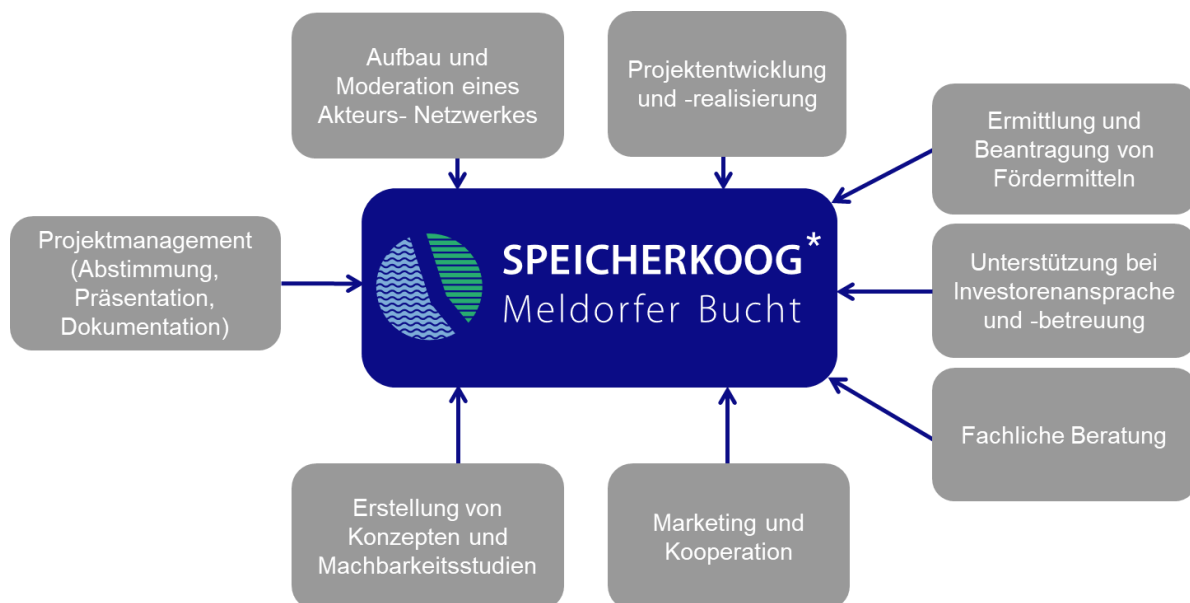 Aufbau und
Moderation eines
Akteurs- Netzwerkes
Projektentwicklung
und -realisierung
Ermittlung und
Beantragung von
Fördermitteln
Projektmanagement
(Abstimmung,
Präsentation,
Dokumentation)
SPEICHERKOOG*
Meldorfer Bucht
Unterstützung bei
Investorenansprache
und -betreuung
Fachliche Beratung
Erstellung von
Konzepten und
Machbarkeitsstudien
Marketing und
Kooperation